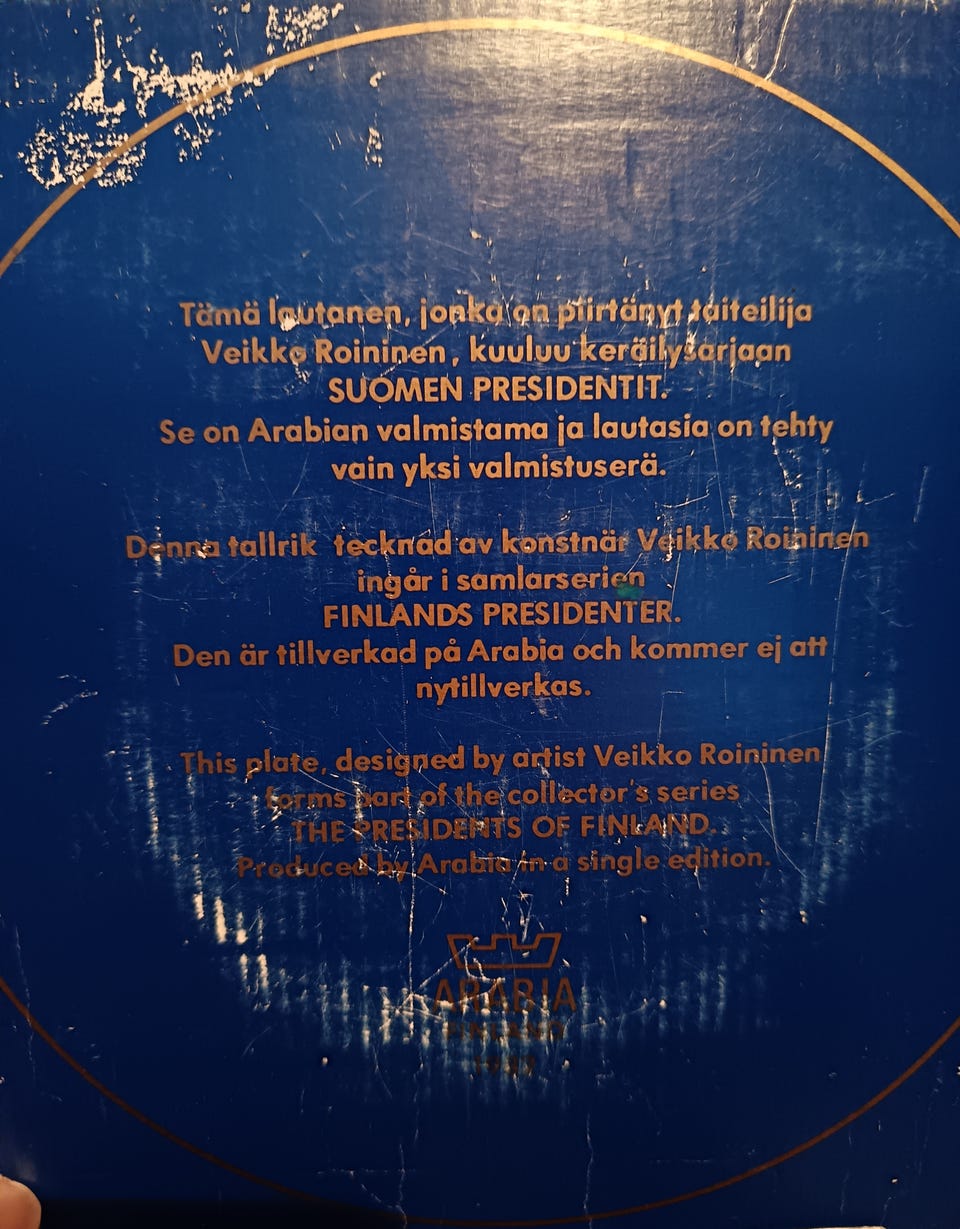 Tämä lautanen, jonka on piirtänyt taiteilija
Veikko Roininen, kuuluu keräilysarjaan
SUOMEN PRESIDENTIT.
Se on Arabian valmistama ja lautasia on tehty
vain yksi valmistuserä.
Denna tallrik tecknad av konstnär Veikko Roininen
ingår i samlarserien
FINLANDS PRESIDENTER.
Den är tillverkad på Arabia och kommer ej att
nytillverkas.
This plate, designed by artist Veikko Roininen
forms part of the collector's series
THE PRESIDENTS OF FINLAND.
Produced by Arabia in a single edition.
ARABIA
FINLAND